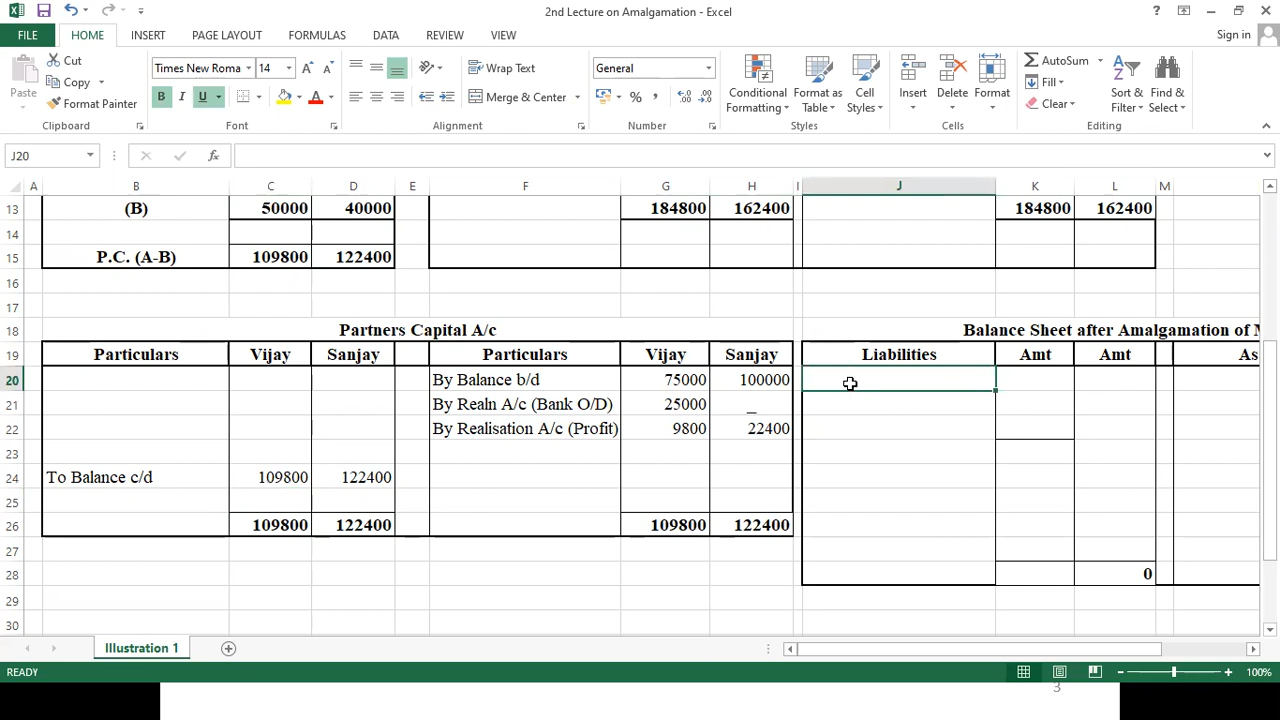 2nd Lecture on Amalgamation - Excel
FILE HOME INSERT PAGE LAYOUT FORMULAS DATA REVIEW VIEW Sign in
Paste Cut Copy Format Painter Clipboard
Times New Roma 14 B I U A Font
Wrap Text Merge & Center Alignment
General % , Number
Conditional Formatting Format as Table Cell Styles Styles
Insert Delete Format Cells
AutoSum Fill Clear Sort & Filter Find & Select Editing
J20 fx
A B C D E F G H I J K L M
13 (B) 50000 40000 184800 162400 184800 162400
14
15 P.C. (A-B) 109800 122400
16
17
18 Partners Capital A/c Balance Sheet after Amalgamation of M
19 Particulars Vijay Sanjay Particulars Vijay Sanjay Liabilities Amt Amt As
20 By Balance b/d 75000 100000
21 By Realn A/c (Bank O/D) 25000 _
22 By Realisation A/c (Profit) 9800 22400
23
24 To Balance c/d 109800 122400
25
26 109800 122400 109800 122400
27
28 0
29
30
Illustration 1
READY 100%
3